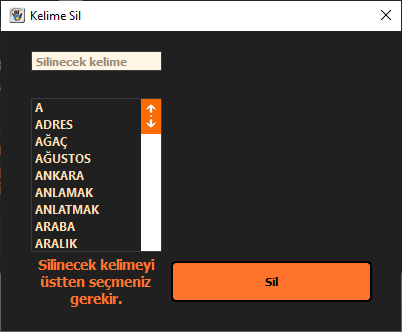 Kelime Sil
Silinecek kelime
A
ADRES
AĞAÇ
AĞUSTOS
ANKARA
ANLAMAK
ANLATMAK
ARABA
ARALIK
Silinecek kelimeyi
üstten seçmeniz
gerekir.
Sil